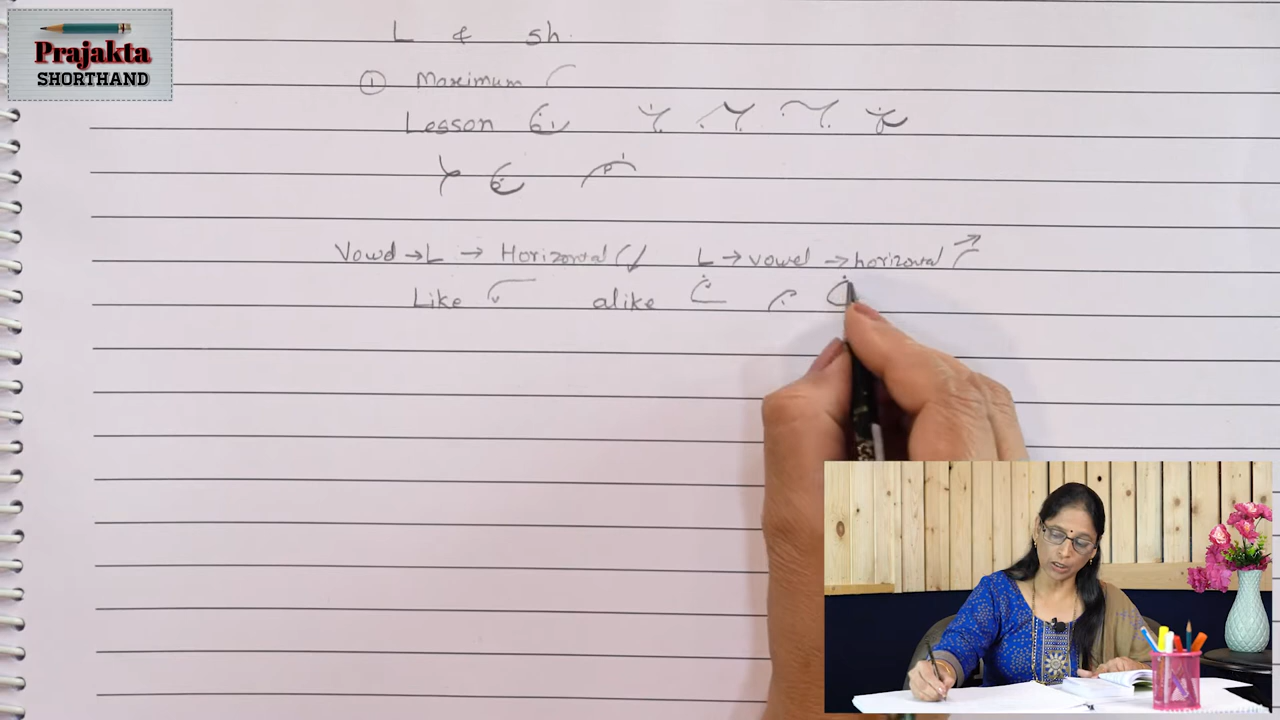 Prajakta
SHORTHAND
L & sh.
① Maximum
Lesson
Vowel → L → Horizontal L → vowel → horizontal
Like alike